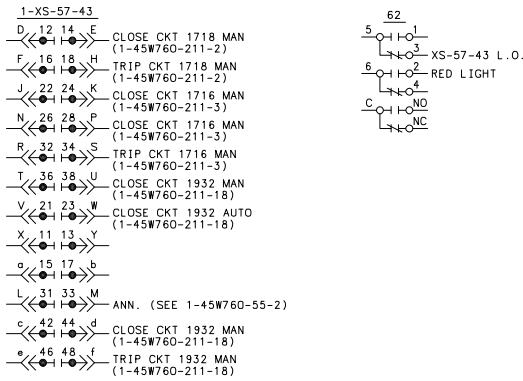 1-XS-57-43
D 12 14 E CLOSE CKT 1718 MAN
(1-45W760-211-2)
F 16 18 H TRIP CKT 1718 MAN
(1-45W760-211-2)
J 22 24 K CLOSE CKT 1716 MAN
(1-45W760-211-3)
N 26 28 P CLOSE CKT 1716 MAN
(1-45W760-211-3)
R 32 34 S TRIP CKT 1716 MAN
(1-45W760-211-3)
T 36 38 U CLOSE CKT 1932 MAN
(1-45W760-211-18)
V 21 23 W CLOSE CKT 1932 AUTO
(1-45W760-211-18)
X 11 13 Y
a 15 17 b
L 31 33 M ANN. (SEE 1-45W760-55-2)
c 42 44 d CLOSE CKT 1932 MAN
(1-45W760-211-18)
e 46 48 f TRIP CKT 1932 MAN
(1-45W760-211-18)
62
5 1
3 XS-57-43 L.O.
6 2 RED LIGHT
4
C NO
NC